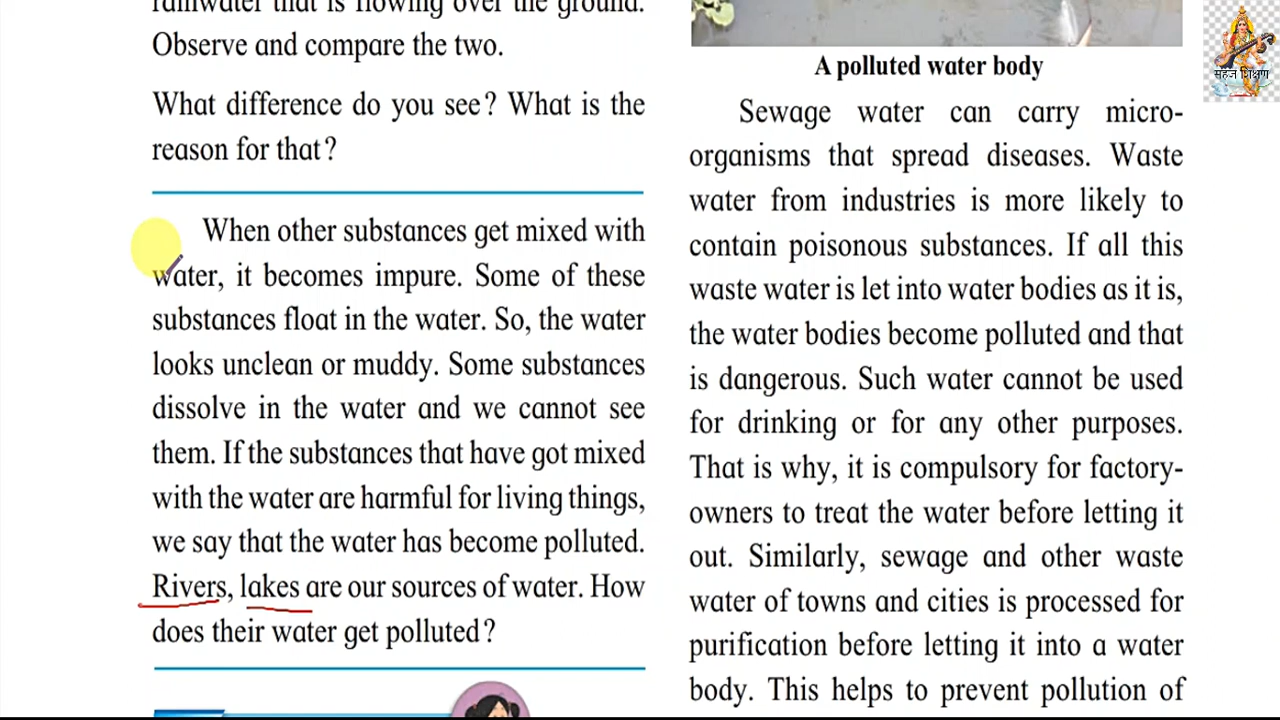 rainwater that is flowing over the ground.
Observe and compare the two.
What difference do you see? What is the
reason for that?
When other substances get mixed with
water, it becomes impure. Some of these
substances float in the water. So, the water
looks unclean or muddy. Some substances
dissolve in the water and we cannot see
them. If the substances that have got mixed
with the water are harmful for living things,
we say that the water has become polluted.
Rivers, lakes are our sources of water. How
does their water get polluted?
A polluted water body
Sewage water can carry micro-
organisms that spread diseases. Waste
water from industries is more likely to
contain poisonous substances. If all this
waste water is let into water bodies as it is,
the water bodies become polluted and that
is dangerous. Such water cannot be used
for drinking or for any other purposes.
That is why, it is compulsory for factory-
owners to treat the water before letting it
out. Similarly, sewage and other waste
water of towns and cities is processed for
purification before letting it into a water
body. This helps to prevent pollution of
सहज शिक्षण